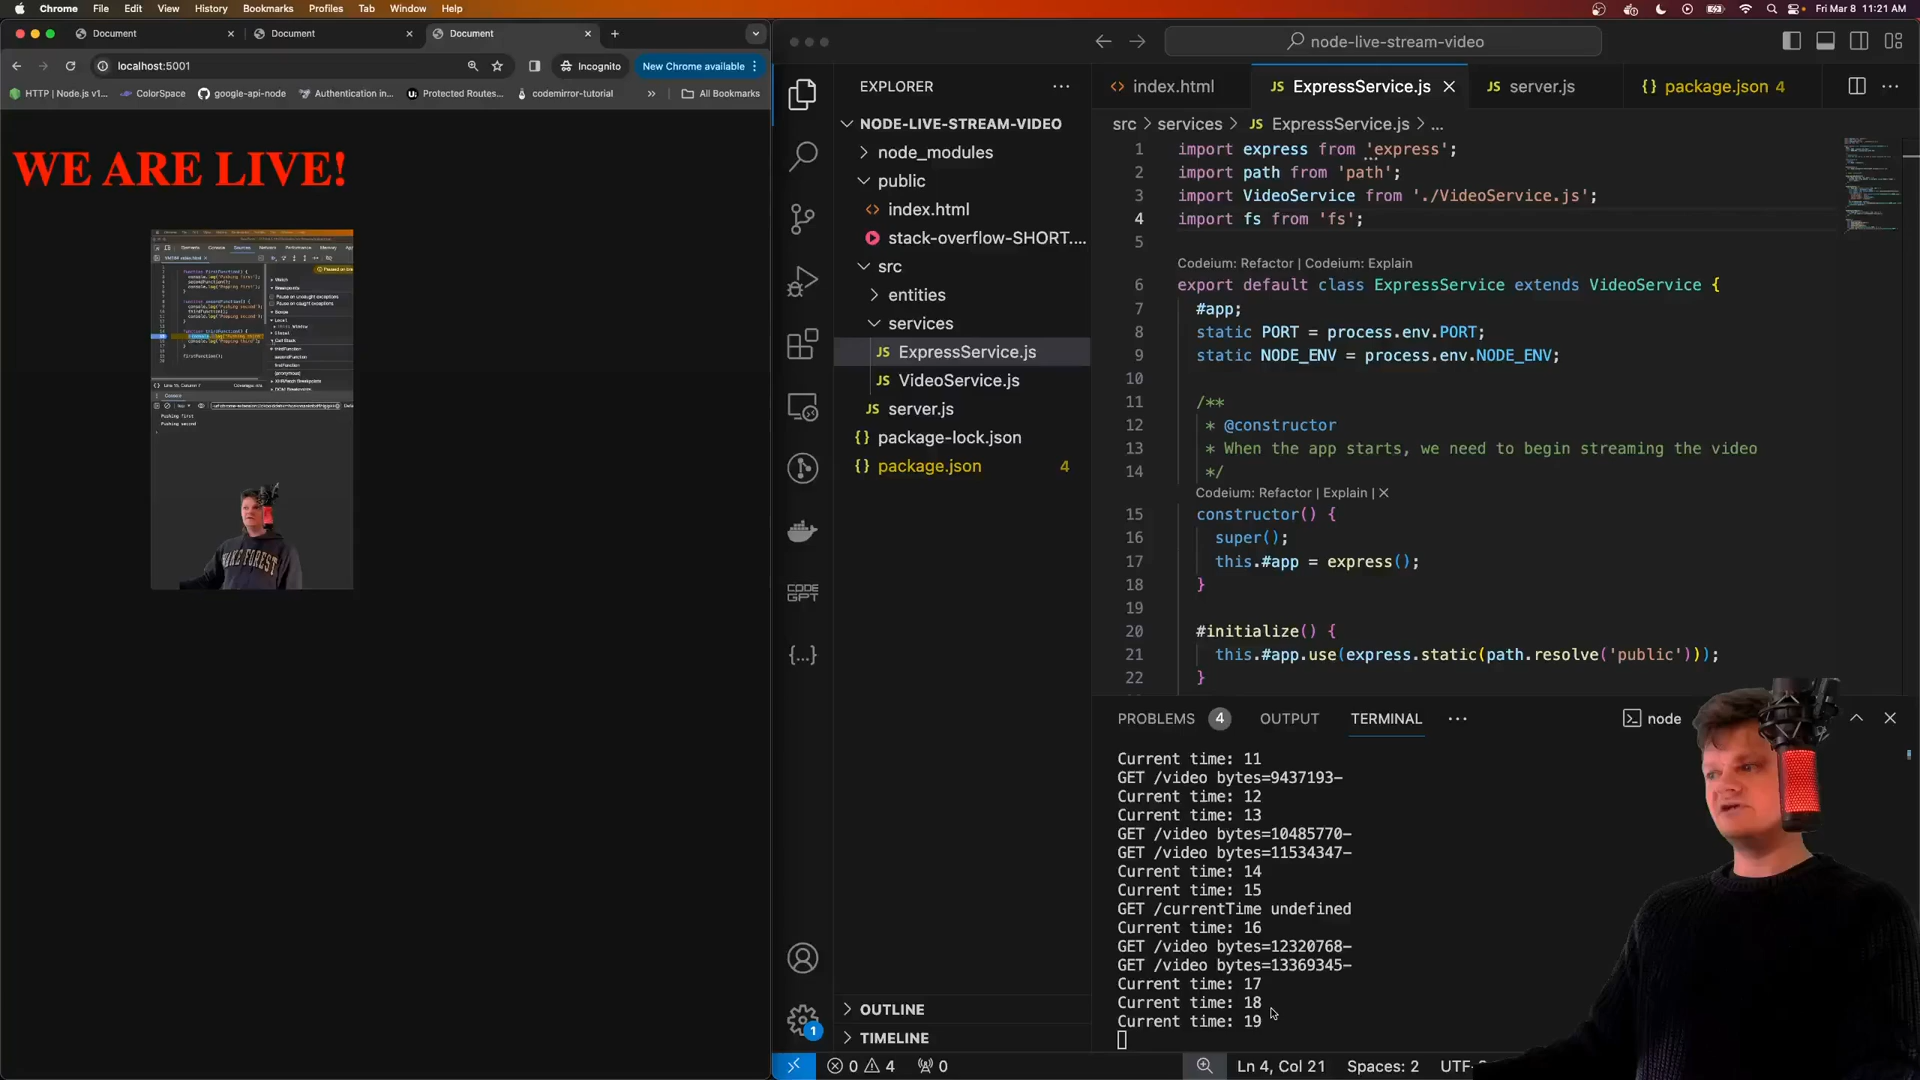 Chrome File Edit View History Bookmarks Profiles Tab Window Help
Fri Mar 8 11:21 AM
Document
Document
Document
localhost:5001
Incognito
New Chrome available
HTTP | Node.js v1...
ColorSpace
google-api-node
Authentication in...
Protected Routes...
codemirror-tutorial
All Bookmarks
WE ARE LIVE!
Pushing first
Pushing second
WAKE FOREST
node-live-stream-video
EXPLORER
NODE-LIVE-STREAM-VIDEO
node_modules
public
index.html
stack-overflow-SHORT....
src
entities
services
JS ExpressService.js
JS VideoService.js
JS server.js
{} package-lock.json
{} package.json 4
OUTLINE
TIMELINE
CODE
GPT
{...}
1
index.html
JS ExpressService.js
JS server.js
{} package.json 4
src > services > JS ExpressService.js > ...
1 import express from 'express';
2 import path from 'path';
3 import VideoService from './VideoService.js';
4 import fs from 'fs';
5
Codeium: Refactor | Codeium: Explain
6 export default class ExpressService extends VideoService {
7 #app;
8 static PORT = process.env.PORT;
9 static NODE_ENV = process.env.NODE_ENV;
10
11 /**
12 * @constructor
13 * When the app starts, we need to begin streaming the video
14 */
Codeium: Refactor | Explain | ×
15 constructor() {
16 super();
17 this.#app = express();
18 }
19
20 #initialize() {
21 this.#app.use(express.static(path.resolve('public')));
22 }
PROBLEMS 4 OUTPUT TERMINAL ... node
Current time: 11
GET /video bytes=9437193-
Current time: 12
Current time: 13
GET /video bytes=10485770-
GET /video bytes=11534347-
Current time: 14
Current time: 15
GET /currentTime undefined
Current time: 16
GET /video bytes=12320768-
GET /video bytes=13369345-
Current time: 17
Current time: 18
Current time: 19
0 4 0
Ln 4, Col 21 Spaces: 2 UTF-